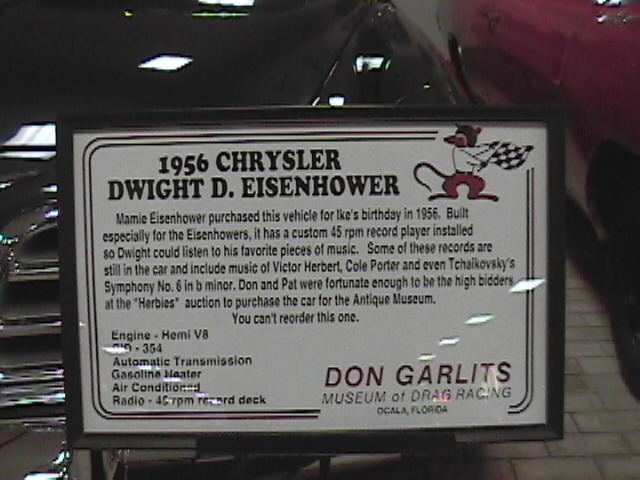 1956 CHRYSLER
DWIGHT D. EISENHOWER
Mamie Eisenhower purchased this vehicle for Ike's birthday in 1956. Built
especially for the Eisenhowers, it has a custom 45 rpm record player installed
so Dwight could listen to his favorite pieces of music. Some of these records are
still in the car and include music of Victor Herbert, Cole Porter and even Tchaikovsky's
Symphony No. 6 in b minor. Don and Pat were fortunate enough to be the high bidders
at the "Herbies" auction to purchase the car for the Antique Museum.
You can't reorder this one.
Engine - Hemi V8
CID - 354
Automatic Transmission
Gasoline Heater
Air Conditioned
Radio - 45 rpm record deck
DON GARLITS
MUSEUM of DRAG RACING
OCALA, FLORIDA